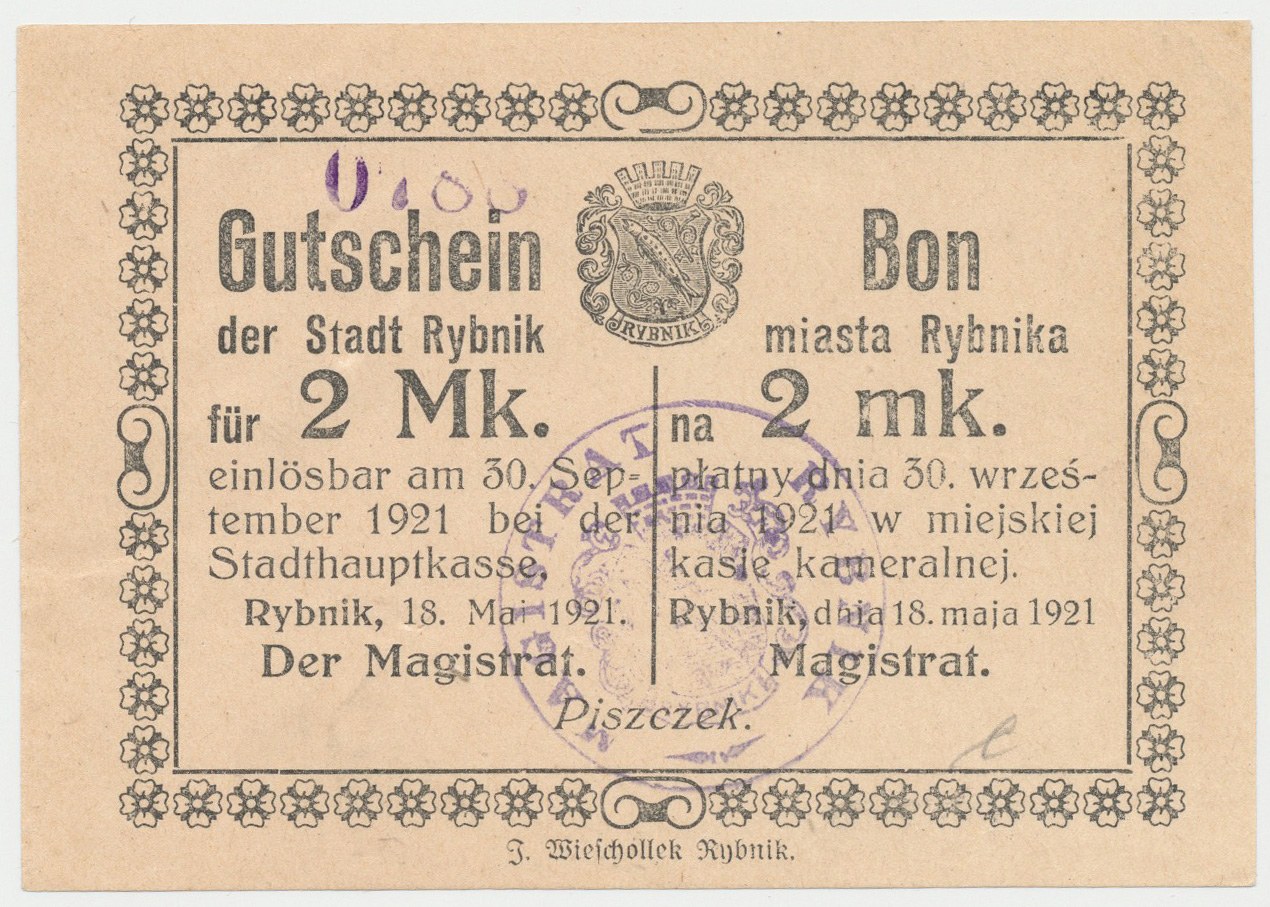 Gutschein
der Stadt Rybnik
für 2 Mk.
einlösbar am 30. Sep=
tember 1921 bei der
Stadthauptkasse.
Rybnik, 18. Mai 1921.
Der Magistrat.
RYBNIK
Bon
miasta Rybnika
na 2 mk.
płatny dnia 30. wrześ-
nia 1921 w miejskiej
kasie kameralnej.
Rybnik, dnia 18. maja 1921
Magistrat.
Piszczek.
MAGISTRAT RYBNIK
J. Wieschollek Rybnik.